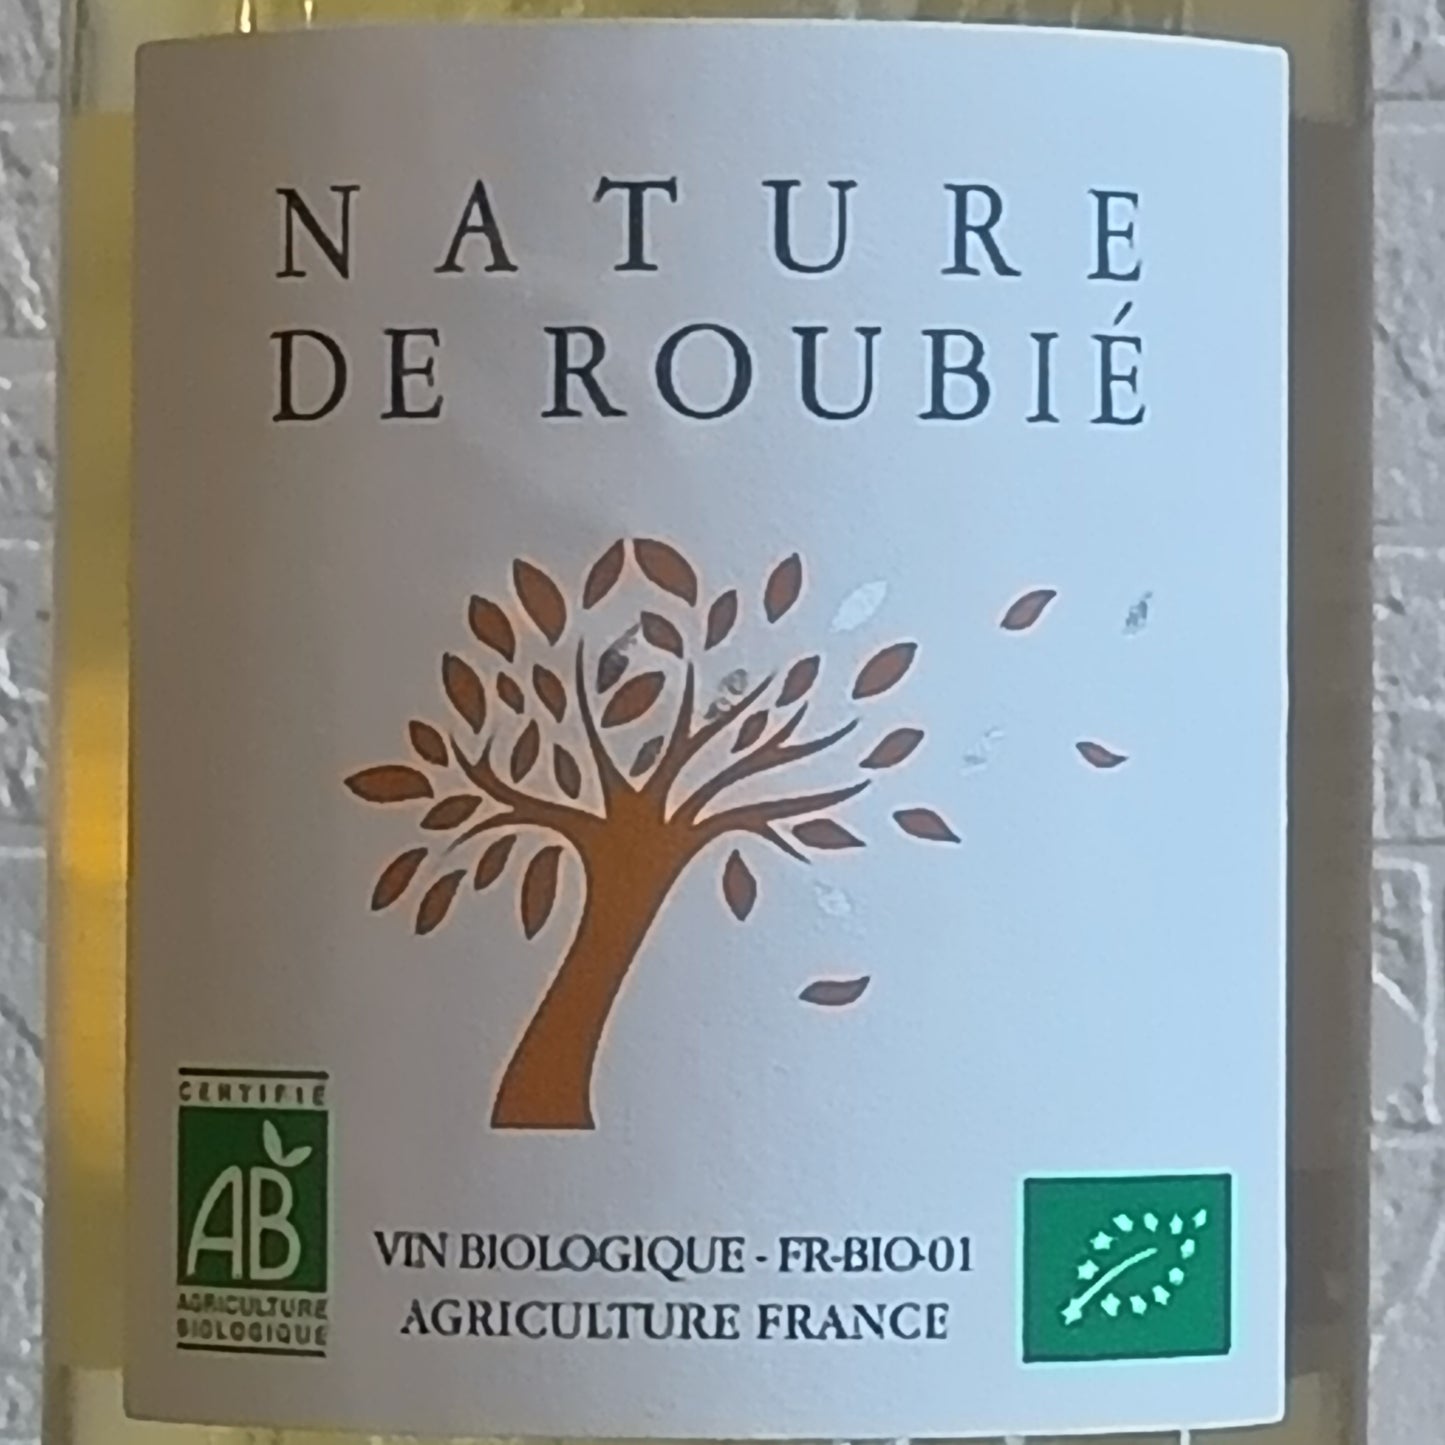 NATURE
DE ROUBIÉ
CERTIFIÉ
AB
AGRICULTURE
BIOLOGIQUE
VIN BIOLOGIQUE - FR-BIO-01
AGRICULTURE FRANCE